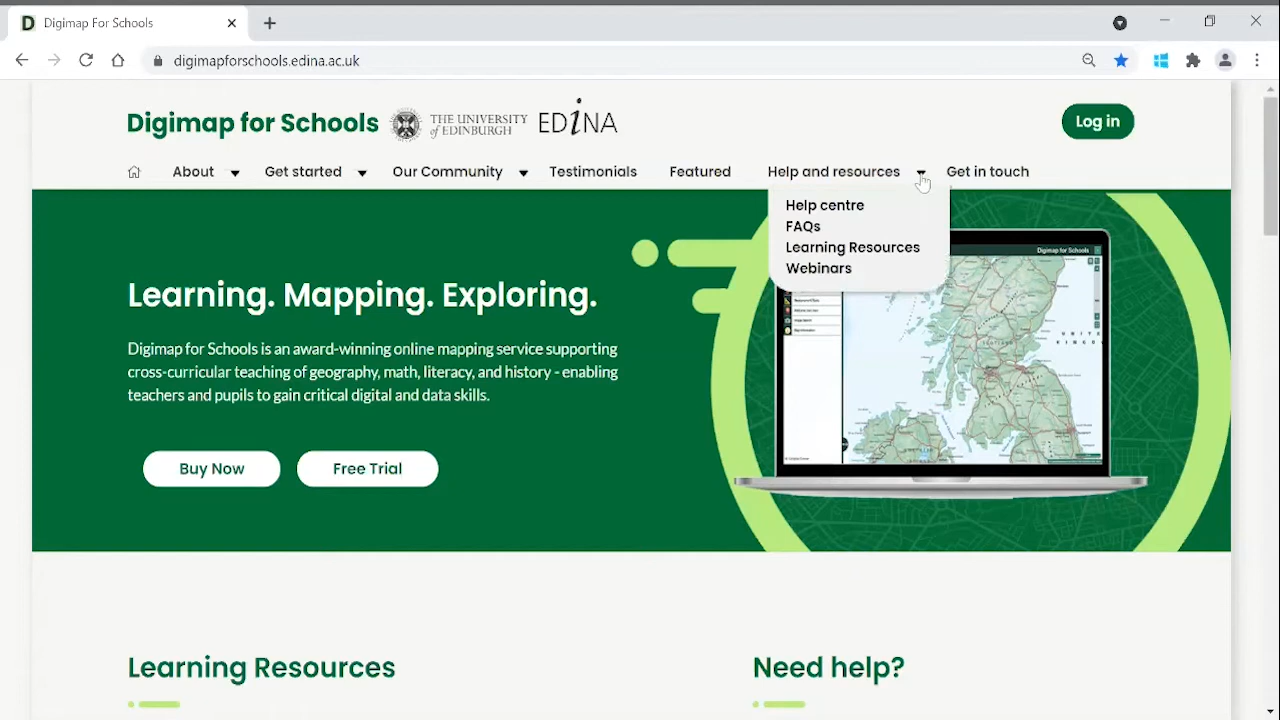 Digimap For Schools
digimapforschools.edina.ac.uk
Digimap for Schools
THE UNIVERSITY
of EDINBURGH
EDINA
Log in
About
Get started
Our Community
Testimonials
Featured
Help and resources
Get in touch
Help centre
FAQs
Learning Resources
Webinars
Learning. Mapping. Exploring.
Digimap for Schools is an award-winning online mapping service supporting
cross-curricular teaching of geography, math, literacy, and history - enabling
teachers and pupils to gain critical digital and data skills.
Buy Now
Free Trial
Digimap for Schools
Learning Resources
Need help?